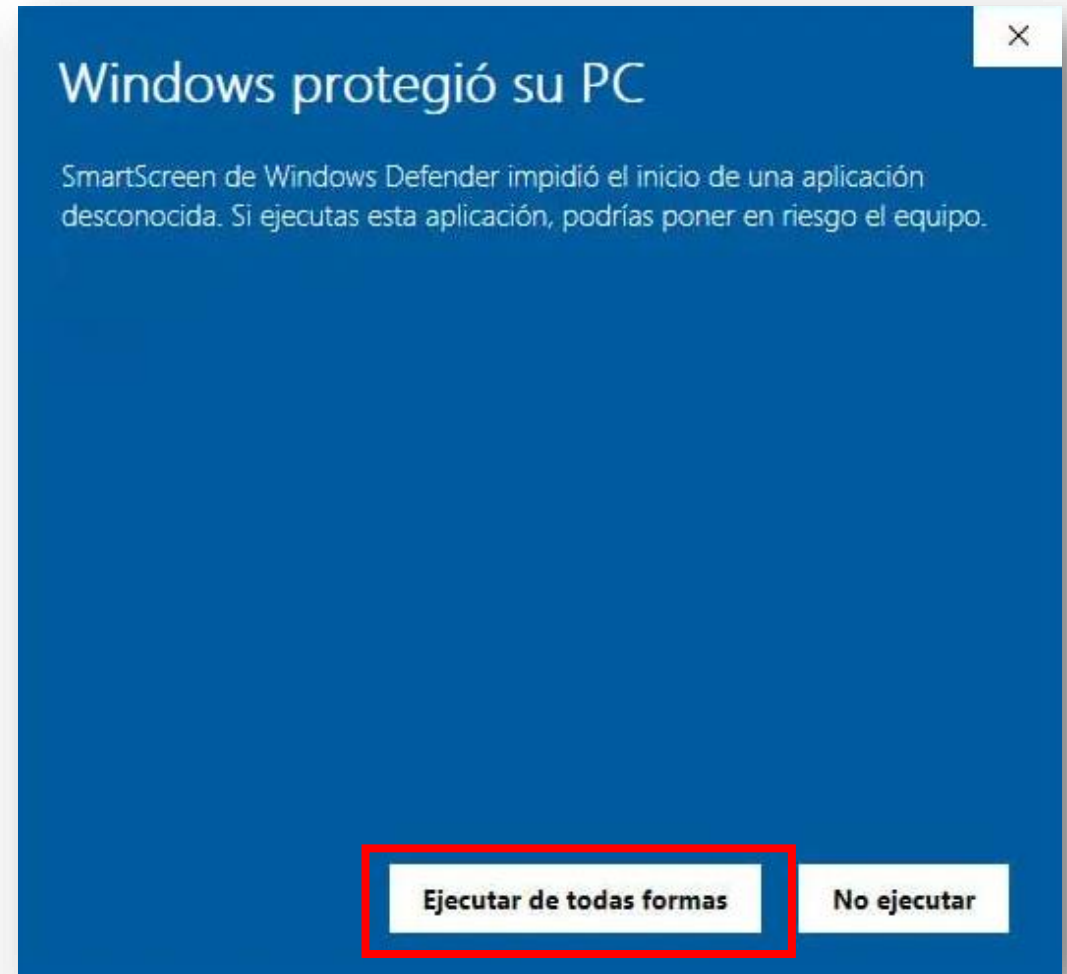 Windows protegió su PC
SmartScreen de Windows Defender impidió el inicio de una aplicación
desconocida. Si ejecutas esta aplicación, podrías poner en riesgo el equipo.
Ejecutar de todas formas
No ejecutar